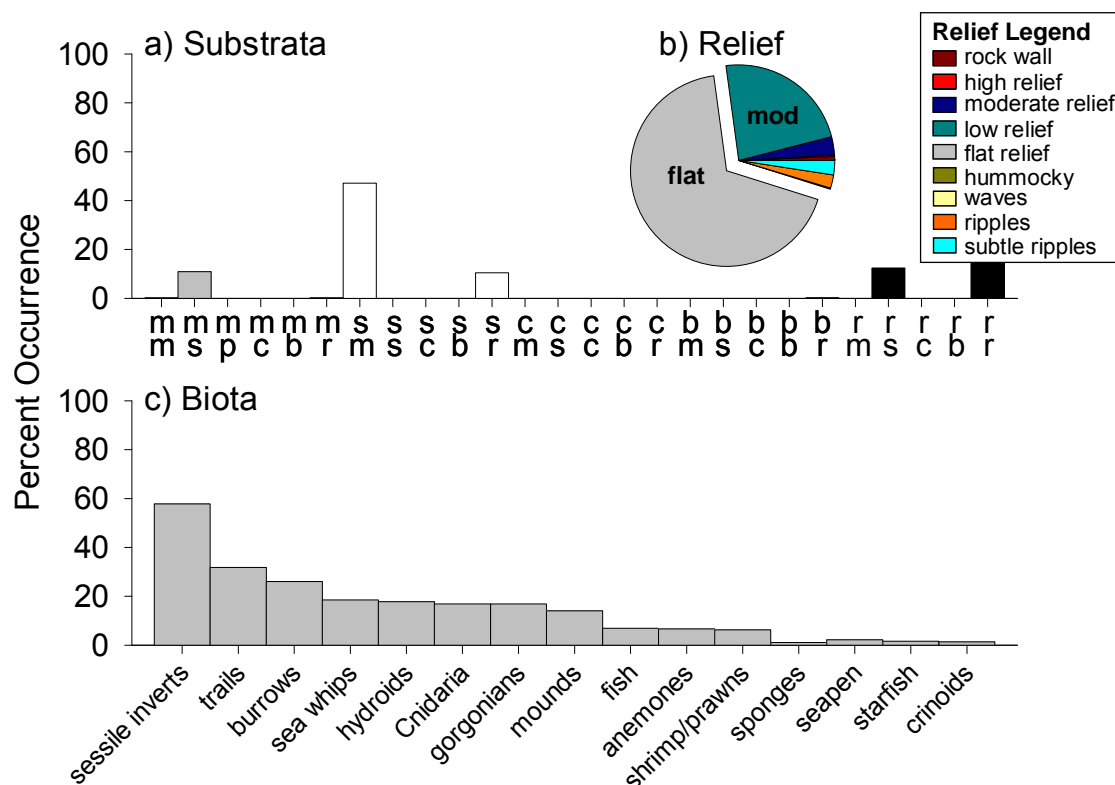 a) Substrata
b) Relief
Relief Legend
rock wall
high relief
moderate relief
low relief
flat relief
hummocky
waves
ripples
subtle ripples
mod
flat
100
80
60
40
20
0
m m m m m m s s s s s c c c c c b b b b b r r r r r
m s p c b r m s c b r m s c b r m s c b r m s c b r
Percent Occurrence
c) Biota
100
80
60
40
20
0
sessile inverts
trails
burrows
sea whips
hydroids
Cnidaria
gorgonians
mounds
fish
anemones
shrimp/prawns
sponges
seapen
starfish
crinoids